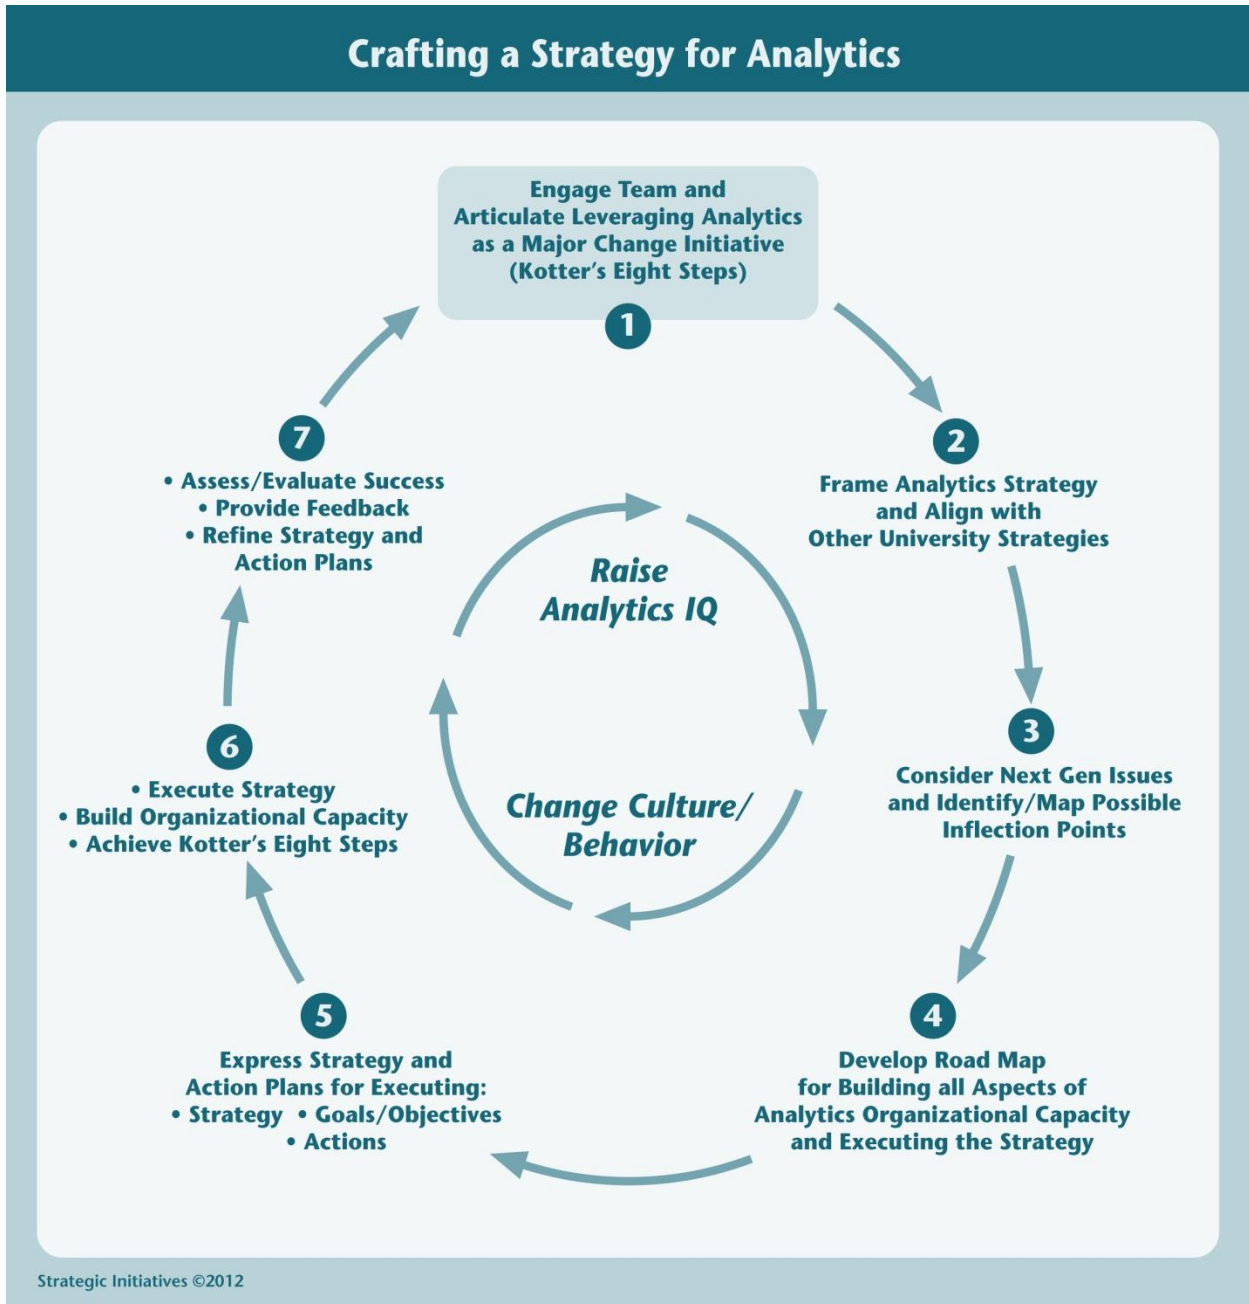 Crafting a Strategy for Analytics
Engage Team and
Articulate Leveraging Analytics
as a Major Change Initiative
(Kotter's Eight Steps)
1
2
Frame Analytics Strategy
and Align with
Other University Strategies
3
Consider Next Gen Issues
and Identify/Map Possible
Inflection Points
4
Develop Road Map
for Building all Aspects of
Analytics Organizational Capacity
and Executing the Strategy
5
Express Strategy and
Action Plans for Executing:
• Strategy • Goals/Objectives
• Actions
6
• Execute Strategy
• Build Organizational Capacity
• Achieve Kotter's Eight Steps
7
• Assess/Evaluate Success
• Provide Feedback
• Refine Strategy and
Action Plans
Raise
Analytics IQ
Change Culture/
Behavior
Strategic Initiatives ©2012